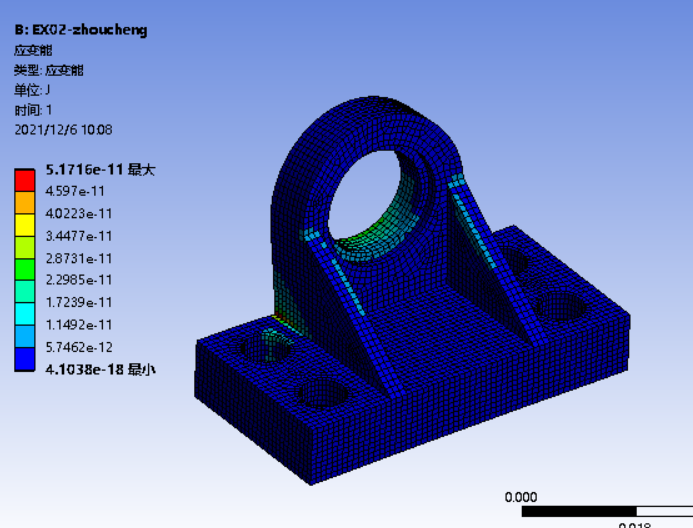 B: EX02-zhoucheng
应变能
类型: 应变能
单位: J
时间: 1
2021/12/6 10:08
5.1716e-11 最大
4.597e-11
4.0223e-11
3.4477e-11
2.8731e-11
2.2985e-11
1.7239e-11
1.1492e-11
5.7462e-12
4.1038e-18 最小
0.000
0.018